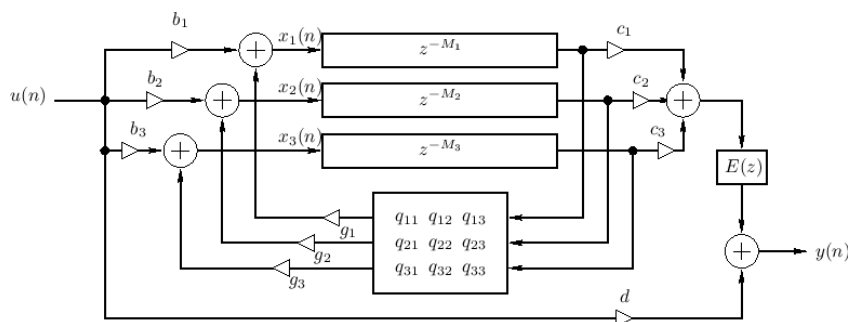 b₁
x₁(n)
z^{-M₁}
c₁
u(n)
b₂
x₂(n)
z^{-M₂}
c₂
b₃
x₃(n)
z^{-M₃}
c₃
E(z)
q₁₁ q₁₂ q₁₃
g₁
q₂₁ q₂₂ q₂₃
g₂
q₃₁ q₃₂ q₃₃
g₃
y(n)
d